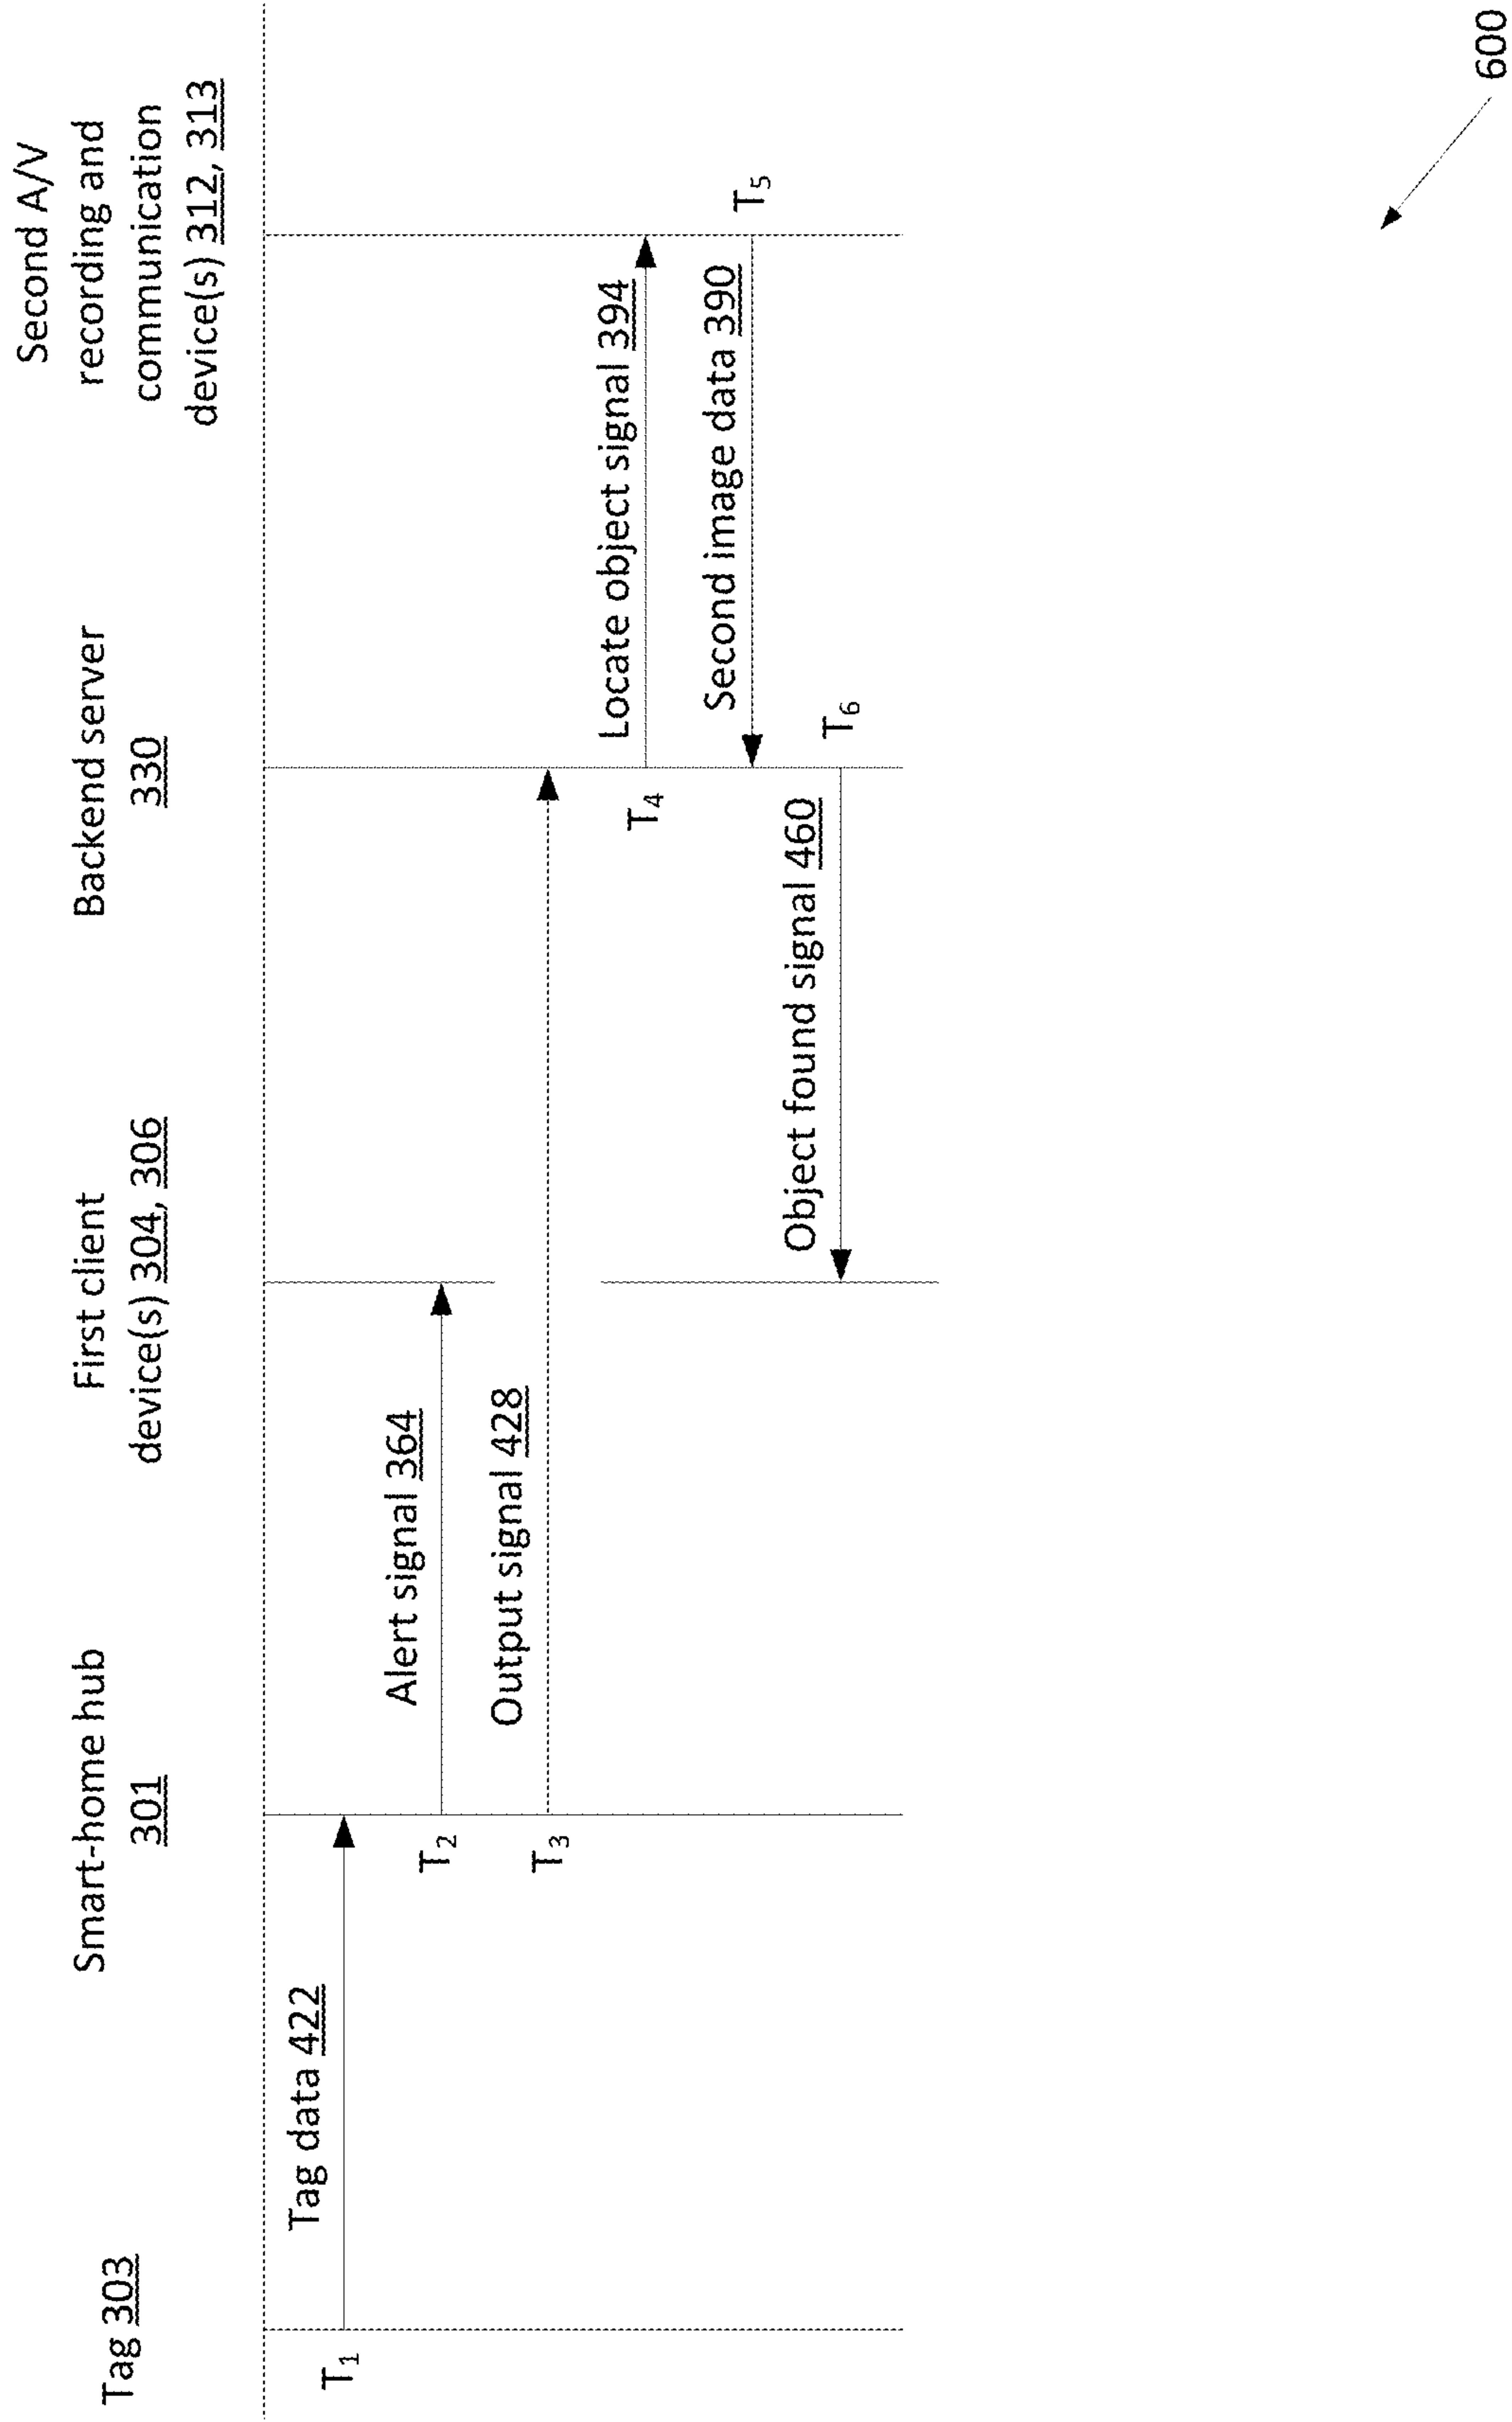 Tag 303
Smart-home hub
301
First client
device(s) 304, 306
Backend server
330
Second A/V
recording and
communication
device(s) 312, 313
T1
Tag data 422
T2
Alert signal 364
T3
Output signal 428
T4
Locate object signal 394
Second image data 390
T5
Object found signal 460
T6
600